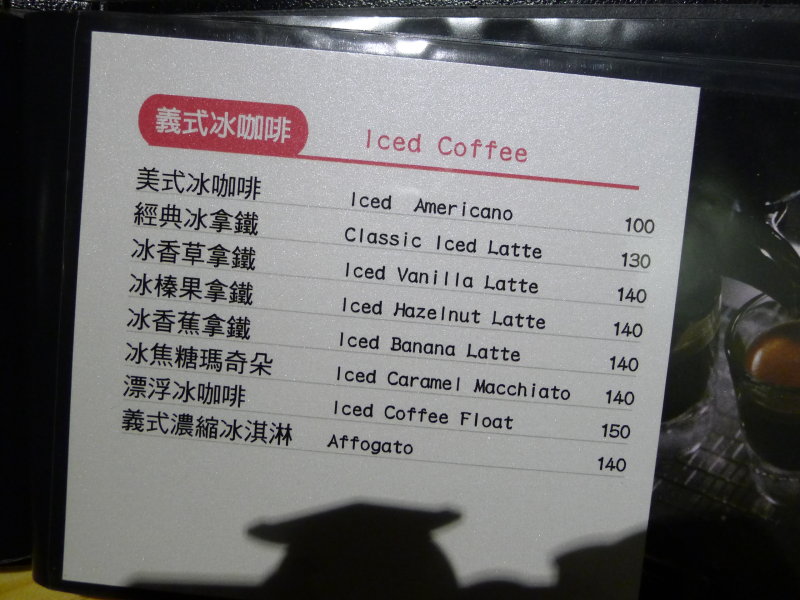 義式冰咖啡 Iced Coffee
美式冰咖啡 Iced Americano 100
經典冰拿鐵 Classic Iced Latte 130
冰香草拿鐵 Iced Vanilla Latte 140
冰榛果拿鐵 Iced Hazelnut Latte 140
冰香蕉拿鐵 Iced Banana Latte 140
冰焦糖瑪奇朵 Iced Caramel Macchiato 140
漂浮冰咖啡 Iced Coffee Float 150
義式濃縮冰淇淋 Affogato 140